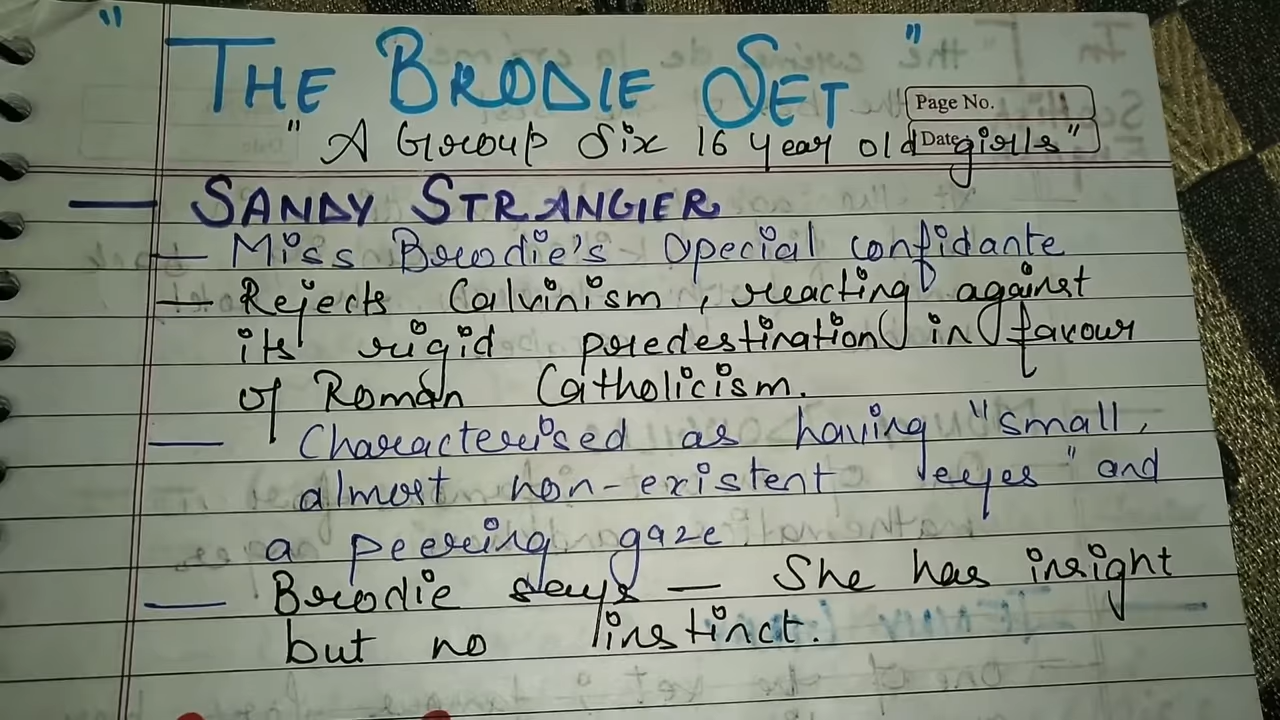 " THE BRODIE SET "
Page No.
" A Group Six 16 year old girls "
Date
— SANDY STRANGER
— Miss Brodie's special confidante
— Rejects Calvinism, reacting against
its rigid predestination in favour
of Roman Catholicism.
— Characterised as having "small,
almost non-existent eyes" and
a peering gaze
— Brodie says — She has insight
but no instinct.